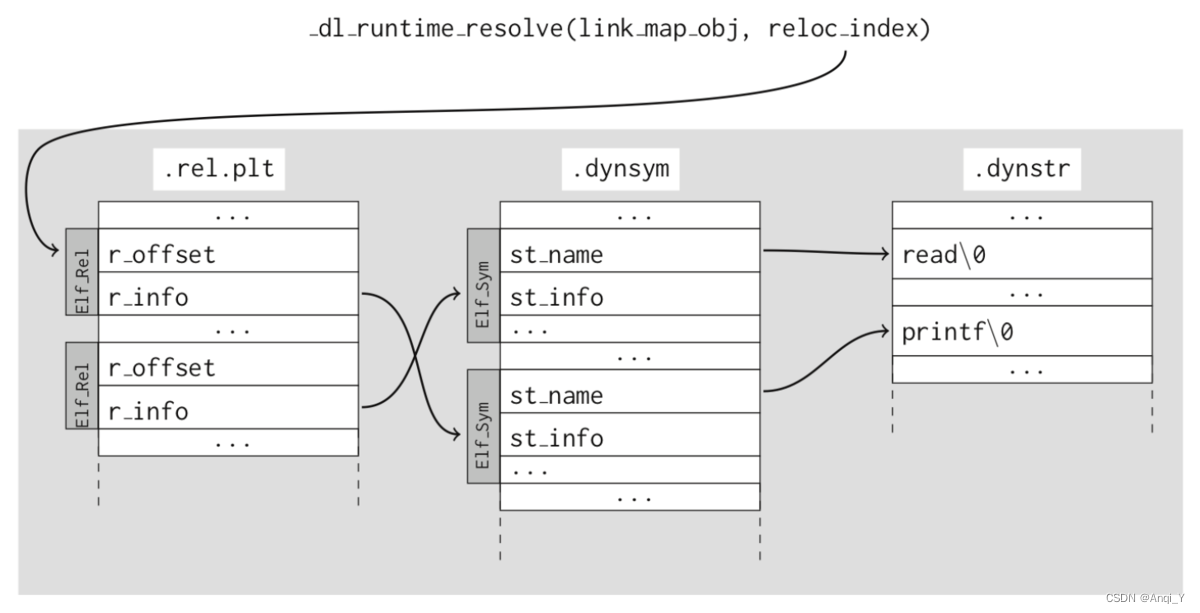 _dl_runtime_resolve(link_map_obj, reloc_index)
.rel.plt
...
Elf_Rel
r_offset
r_info
...
Elf_Rel
r_offset
r_info
...
.dynsym
...
Elf_Sym
st_name
st_info
...
...
Elf_Sym
st_name
st_info
...
...
.dynstr
...
read\0
...
printf\0
...
CSDN @Anqi_Y